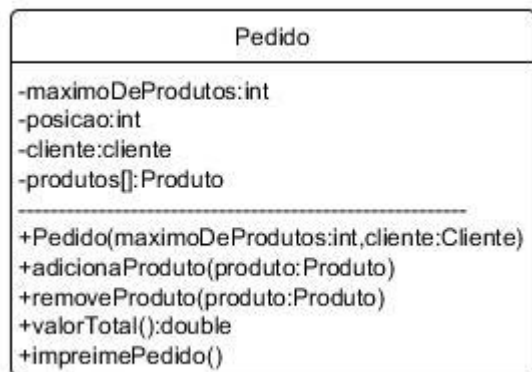 Pedido
-maximoDeProdutos:int
-posicao:int
-cliente:cliente
-produtos[]:Produto
+Pedido(maximoDeProdutos:int,cliente:Cliente)
+adicionaProduto(produto:Produto)
+removeProduto(produto:Produto)
+valorTotal():double
+impreimePedido()